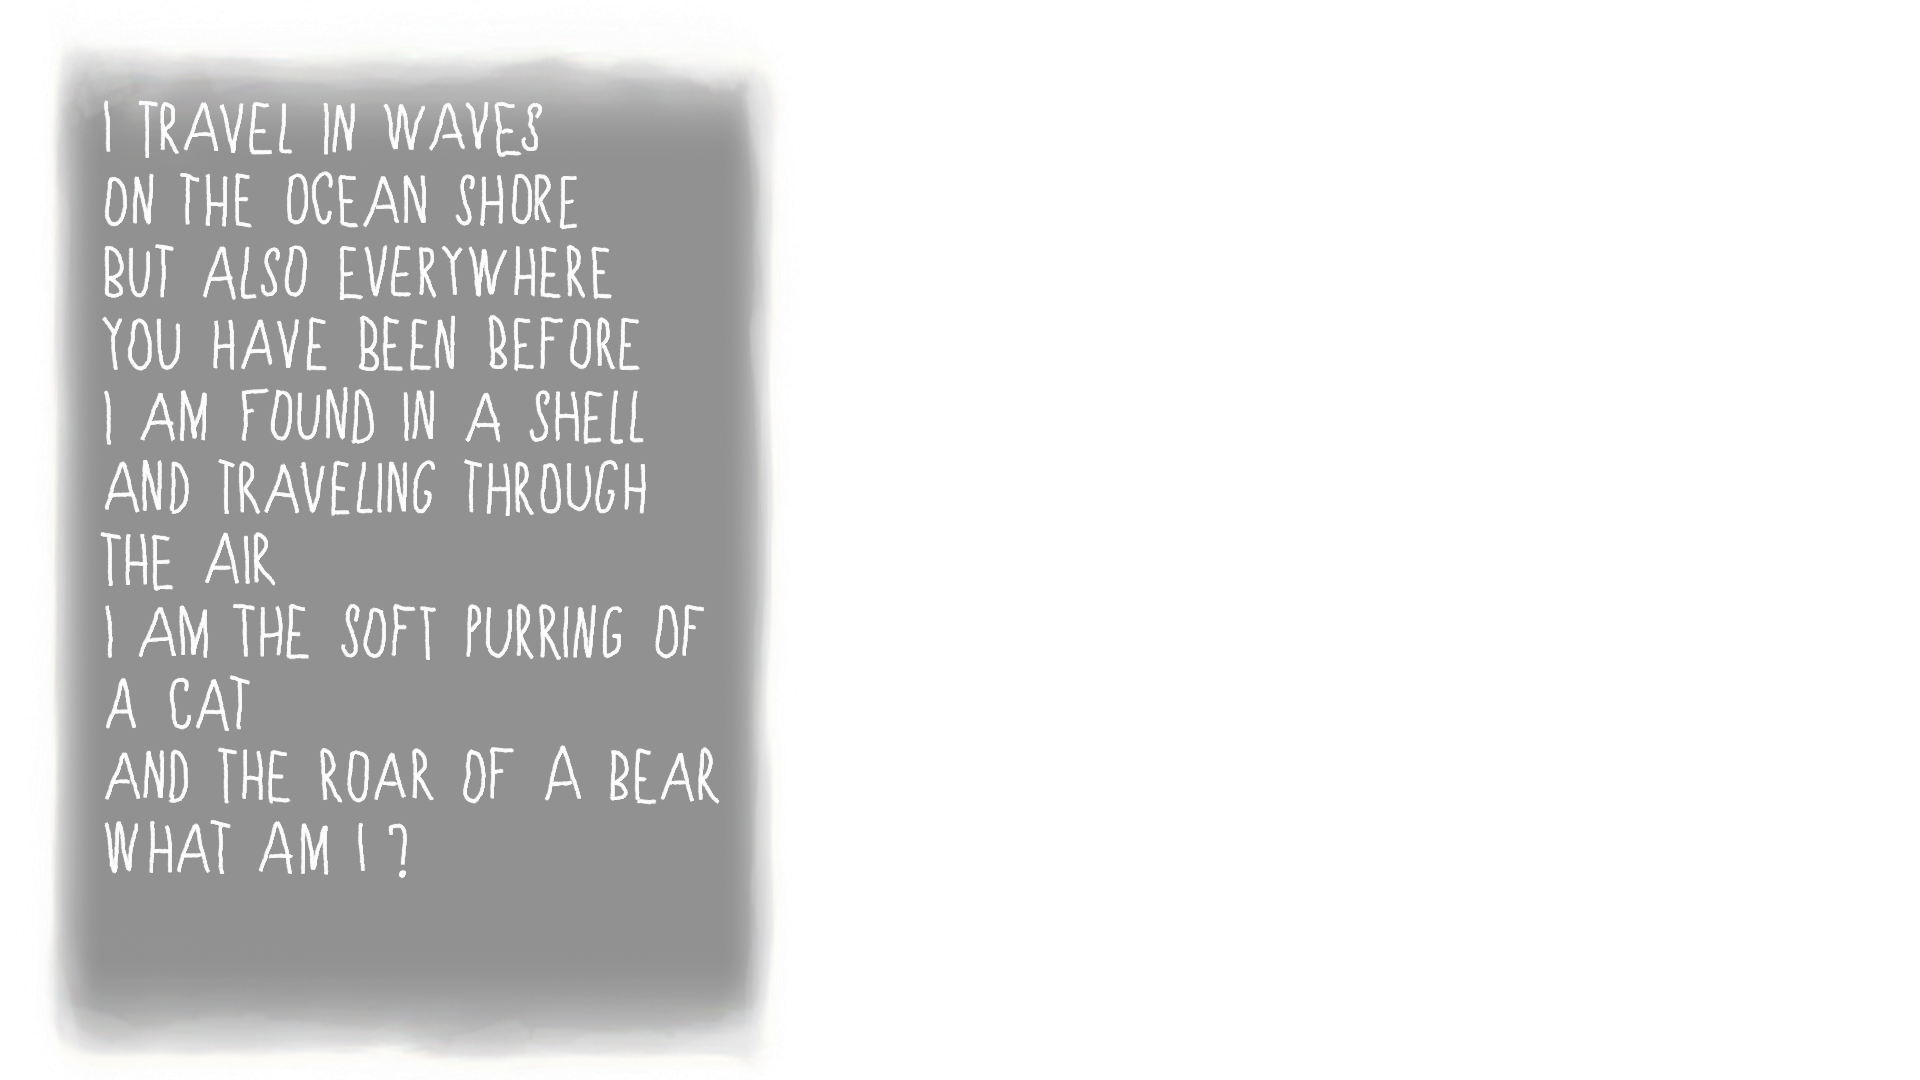 I TRAVEL IN WAVES
ON THE OCEAN SHORE
BUT ALSO EVERYWHERE
YOU HAVE BEEN BEFORE
I AM FOUND IN A SHELL
AND TRAVELING THROUGH
THE AIR
I AM THE SOFT PURRING OF
A CAT
AND THE ROAR OF A BEAR
WHAT AM I?